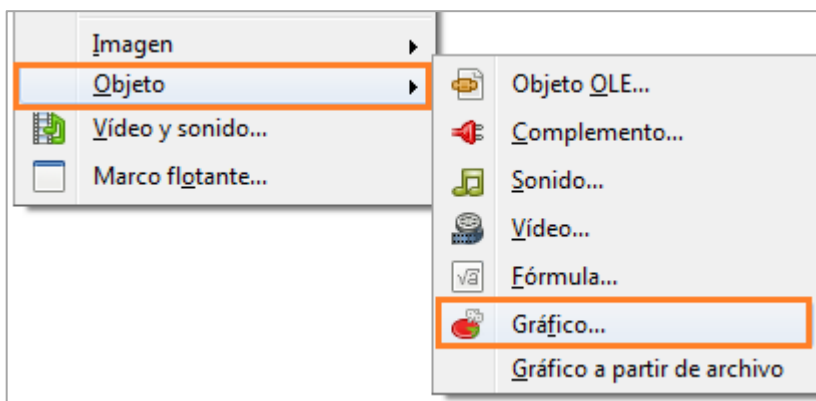 Imagen
Objeto
Vídeo y sonido...
Marco flotante...
Objeto OLE...
Complemento...
Sonido...
Vídeo...
Fórmula...
Gráfico...
Gráfico a partir de archivo